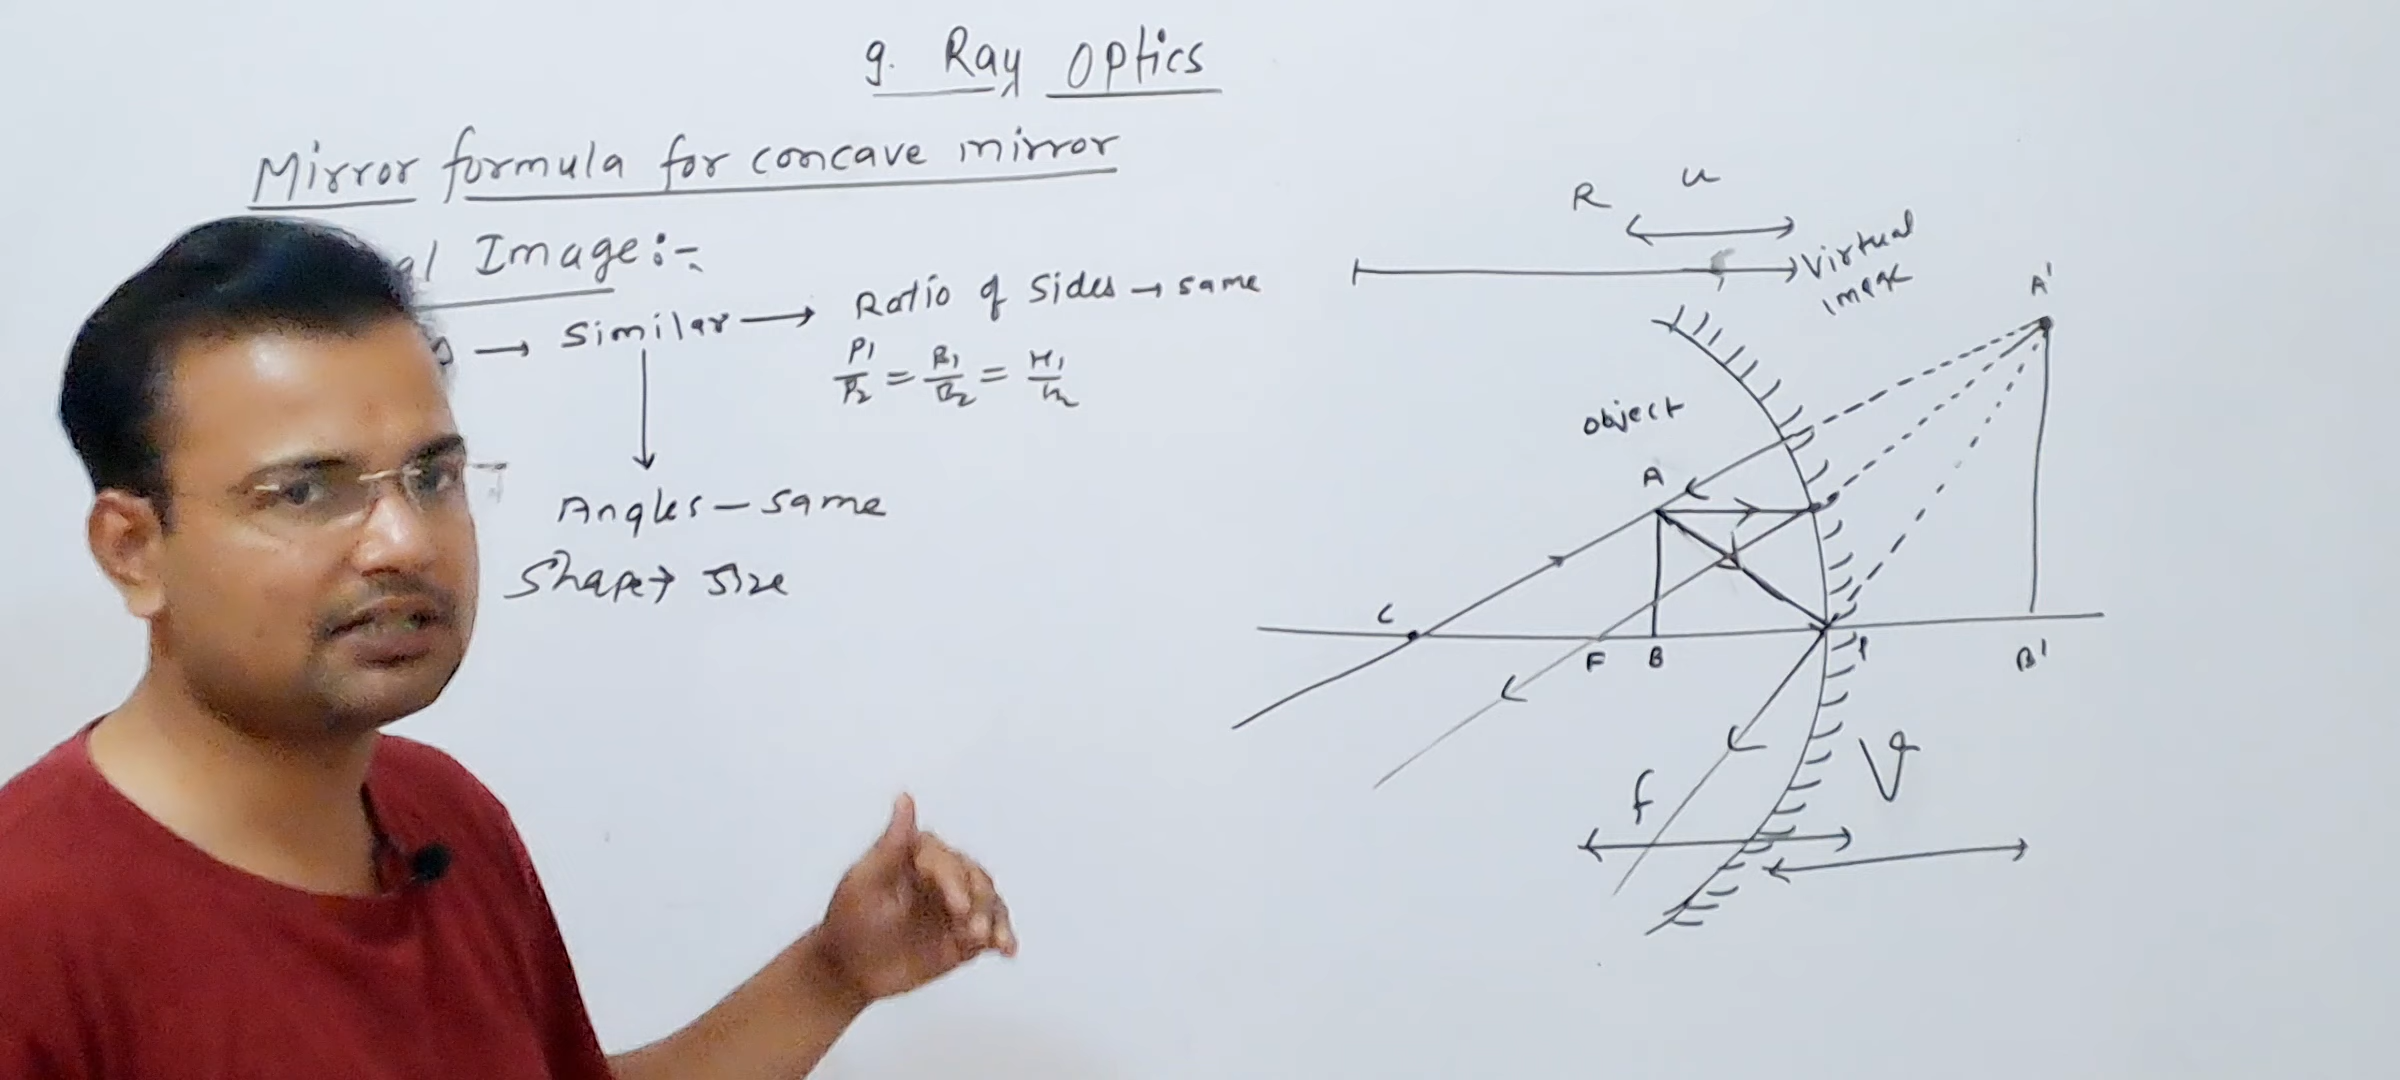 9. Ray Optics
Mirror formula for concave mirror
Image :-
→ Similar → Ratio of Sides → same
P1/P2 = B1/B2 = H1/H2
Angles - same
Shape → Size
R
u
Virtual
image
A'
object
A
C
F
B
P
B'
f
V